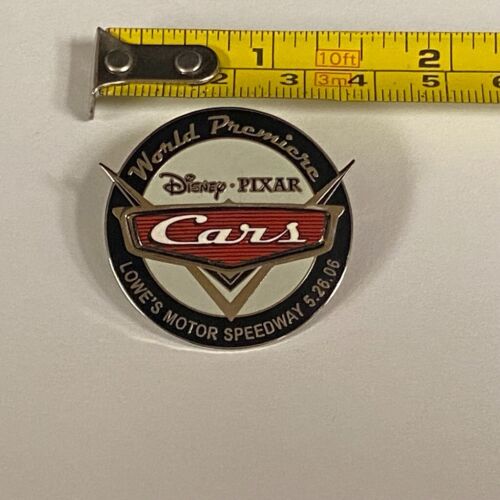 1 10ft 2
3 3m 4 5 6
World Premiere
Disney · PIXAR
Cars
LOWE'S MOTOR SPEEDWAY 5.26.06